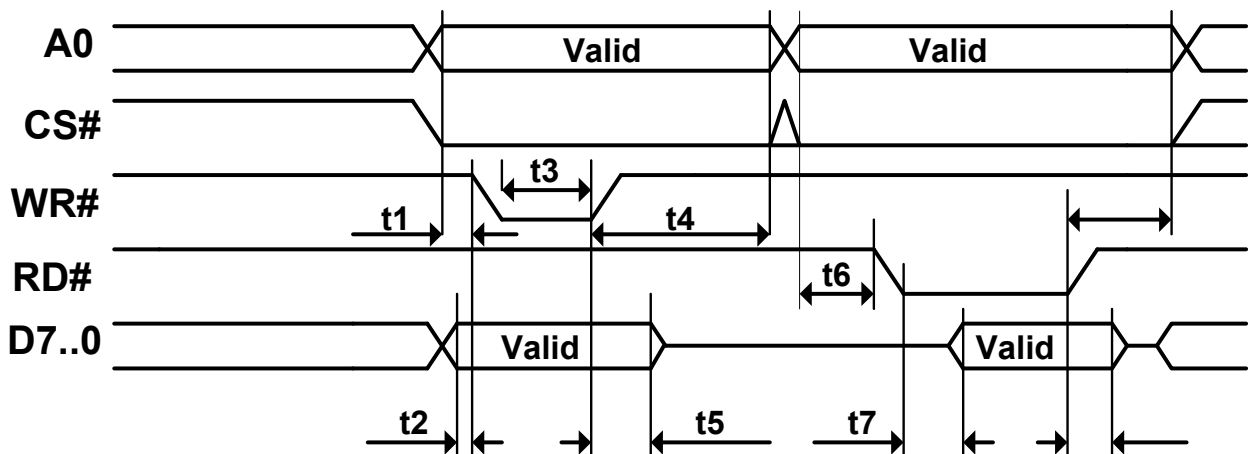 A0 Valid Valid
CS#
WR# t3
t1 t4
RD# t6
D7..0 Valid Valid
t2 t5 t7